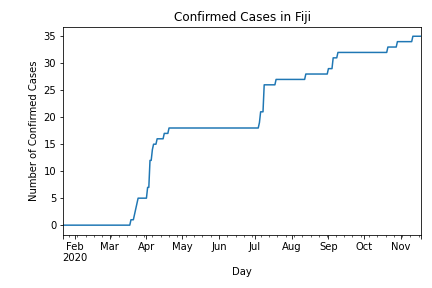 Confirmed Cases in Fiji
Number of Confirmed Cases
35
30
25
20
15
10
5
0
Feb Mar Apr May Jun Jul Aug Sep Oct Nov
2020
Day